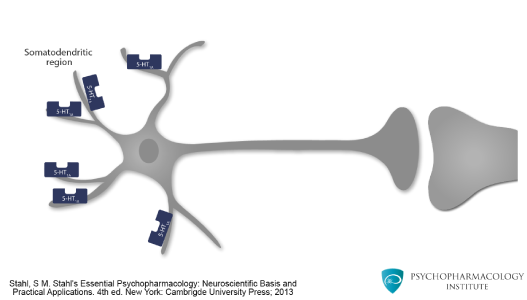 Somatodendritic
region
5-HT1A
5-HT1A
5-HT1A
5-HT1A
5-HT1A
5-HT1A
Stahl, S M. Stahl's Essential Psychopharmacology: Neuroscientific Basis and
Practical Applications. 4th ed. New York: Cambrigde University Press; 2013
PSYCHOPHARMACOLOGY
INSTITUTE